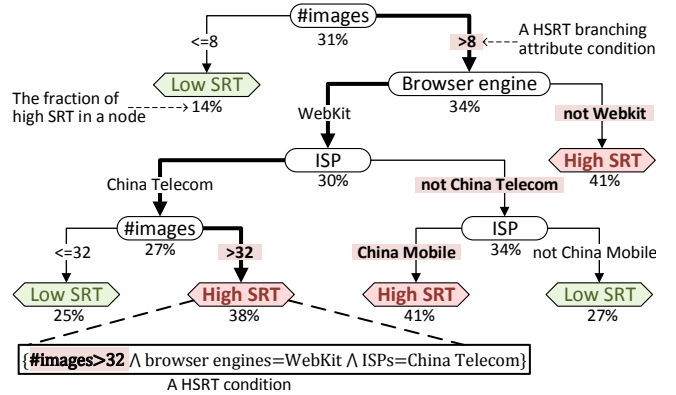 #images
31%
<=8
>8
A HSRT branching
attribute condition
Low SRT
14%
The fraction of
high SRT in a node
Browser engine
34%
WebKit
not Webkit
ISP
30%
High SRT
41%
China Telecom
not China Telecom
#images
27%
ISP
34%
<=32
>32
China Mobile
not China Mobile
Low SRT
25%
High SRT
38%
High SRT
41%
Low SRT
27%
{#images>32 ∧ browser engines=WebKit ∧ ISPs=China Telecom}
A HSRT condition